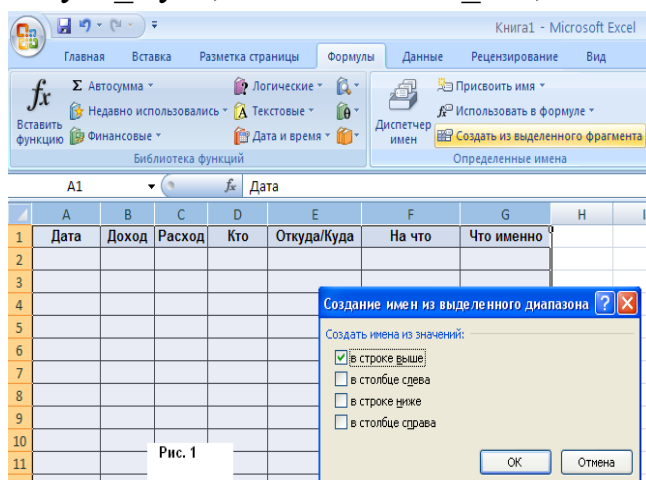 Книга1 - Microsoft Excel
Главная Вставка Разметка страницы Формулы Данные Рецензирование Вид
fx Вставить функцию
Σ Автосумма
Недавно использовались
Финансовые
Логические
Текстовые
Дата и время
Библиотека функций
Диспетчер имен
Присвоить имя
Использовать в формуле
Создать из выделенного фрагмента
Определенные имена
A1 fx Дата
A B C D E F G H I
1 Дата Доход Расход Кто Откуда/Куда На что Что именно
2
3
4
5
6
7
8
9
10
11
Создание имен из выделенного диапазона
Создать имена из значений:
в строке выше
в столбце слева
в строке ниже
в столбце справа
ОК Отмена
Рис. 1